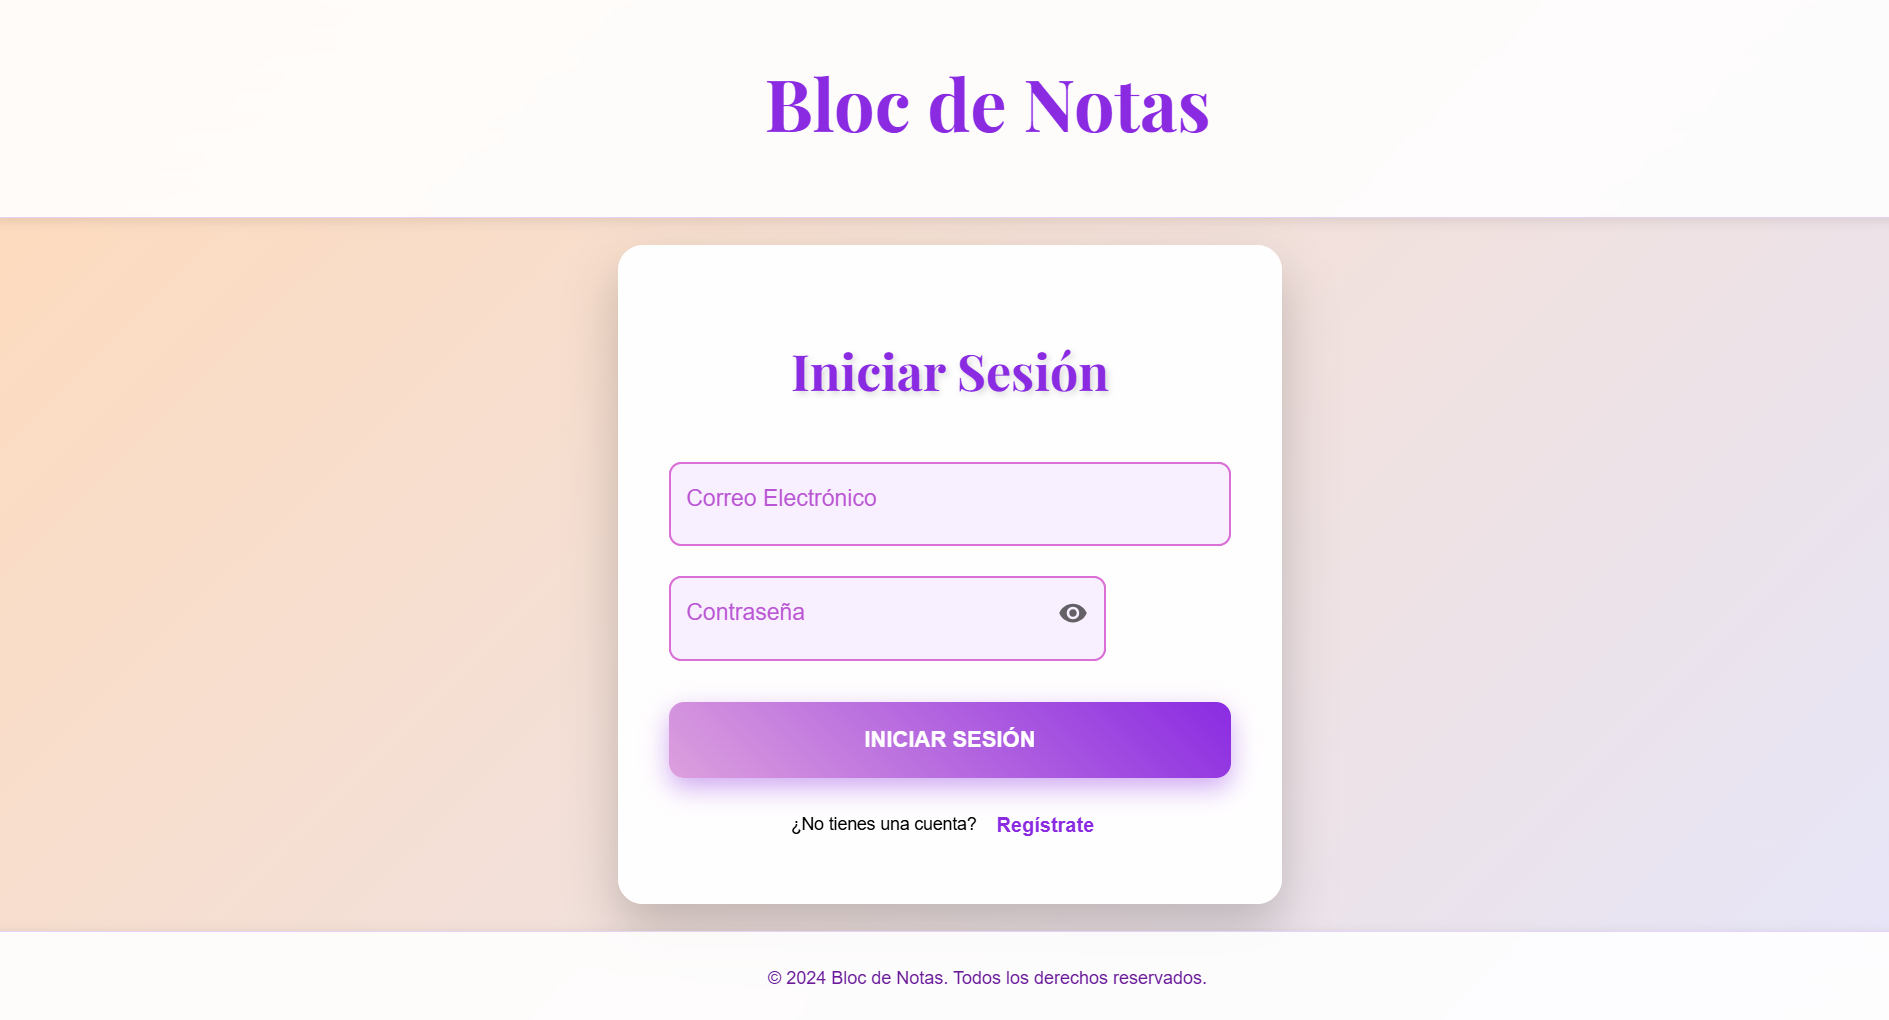 Bloc de Notas
Iniciar Sesión
Correo Electrónico
Contraseña
INICIAR SESIÓN
¿No tienes una cuenta? Regístrate
© 2024 Bloc de Notas. Todos los derechos reservados.